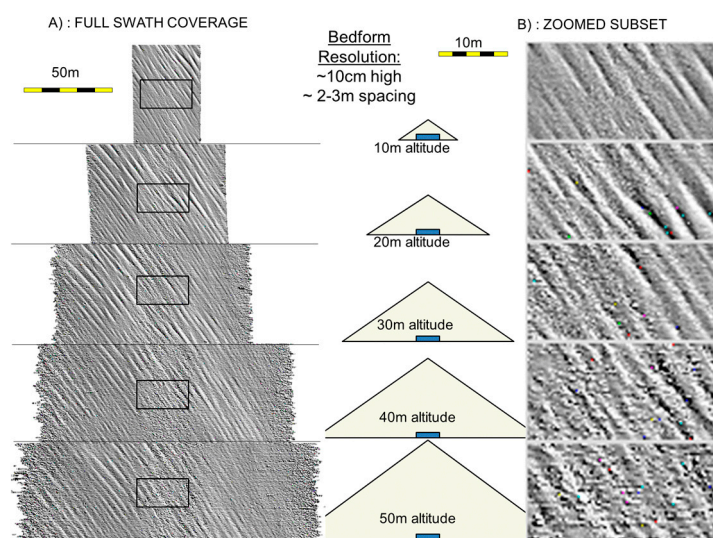 A) : FULL SWATH COVERAGE
50m
Bedform
Resolution:
~10cm high
~ 2-3m spacing
10m
B) : ZOOMED SUBSET
10m altitude
20m altitude
30m altitude
40m altitude
50m altitude